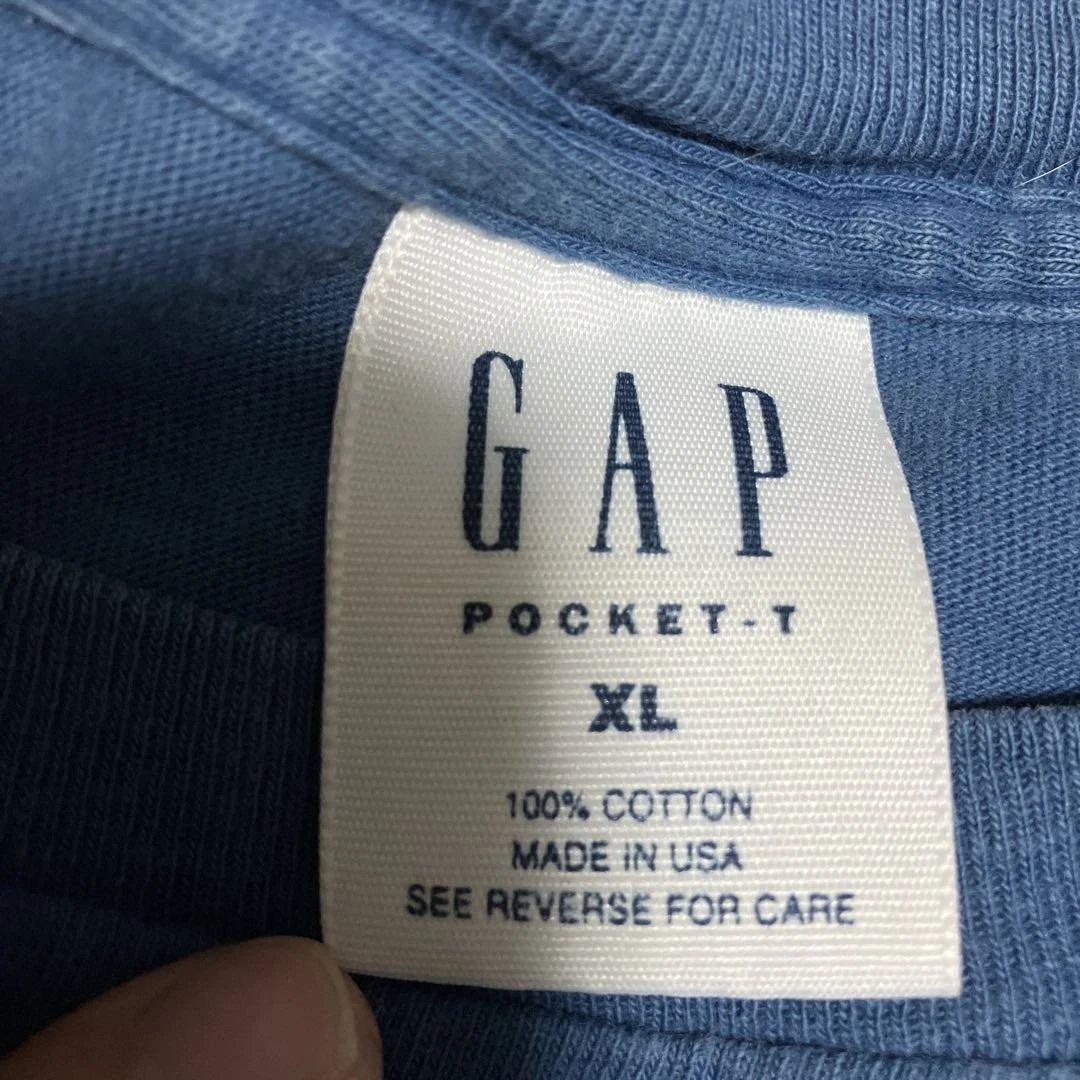 GAP
POCKET-T
XL
100% COTTON
MADE IN USA
SEE REVERSE FOR CARE